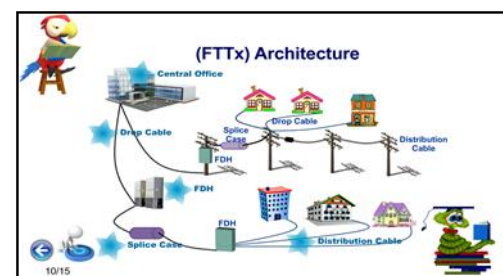 (FTTx) Architecture
Central Office
Drop Cable
Splice
Case
Drop Cable
Distribution
Cable
FDH
FDH
FDH
Splice Case
Distribution Cable
10/15